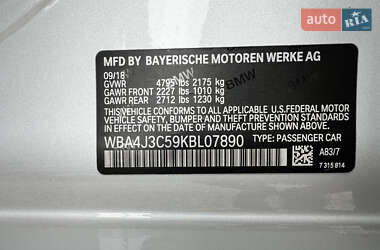 auto RIA
MFD BY BAYERISCHE MOTOREN WERKE AG
09/18
GVWR 4795 lbs 2175 kg
GAWR FRONT 2227 lbs 1010 kg
GAWR REAR 2712 lbs 1230 kg
BMW
THIS VEHICLE CONFORMS TO ALL APPLICABLE U.S.FEDERAL MOTOR
VEHICLE SAFETY, BUMPER, AND THEFT PREVENTION STANDARDS
IN EFFECT ON THE DATE OF MANUFACTURE SHOWN ABOVE.
WBA4J3C59KBL07890 TYPE: PASSENGER CAR
A83/7
7 315 814